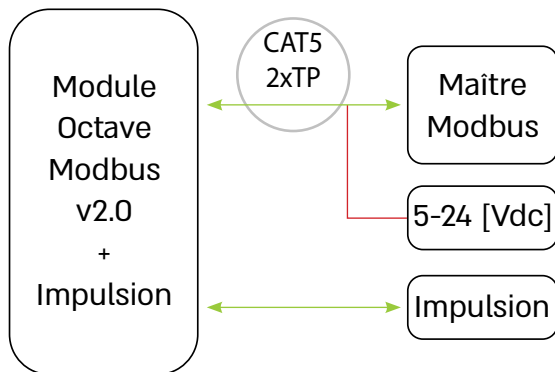 Module
Octave
Modbus
v2.0
+
Impulsion
CAT5
2xTP
Maître
Modbus
5-24 [Vdc]
Impulsion